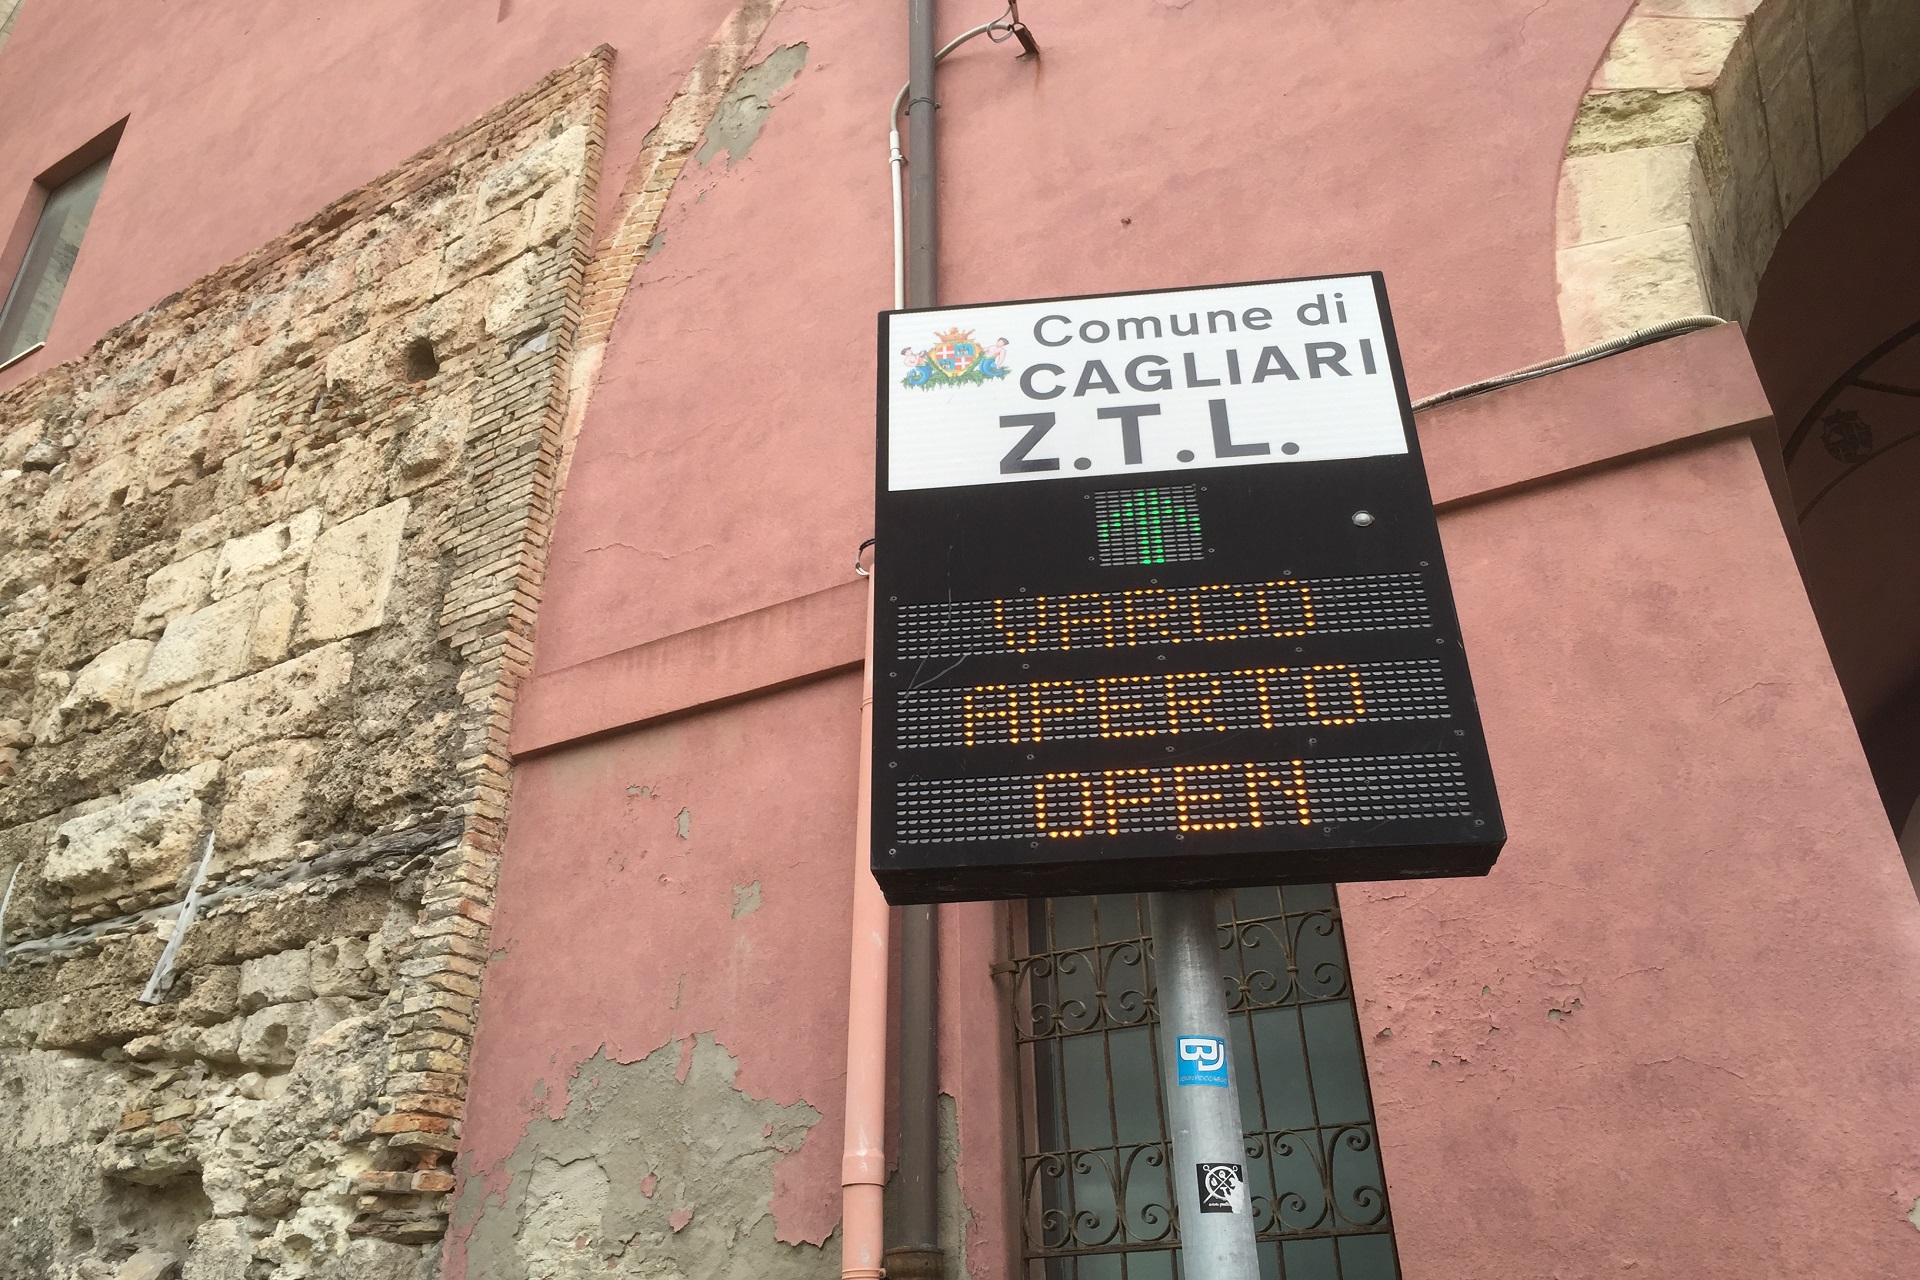 Comune di
CAGLIARI
Z.T.L.
VARCO
APERTO
OPEN